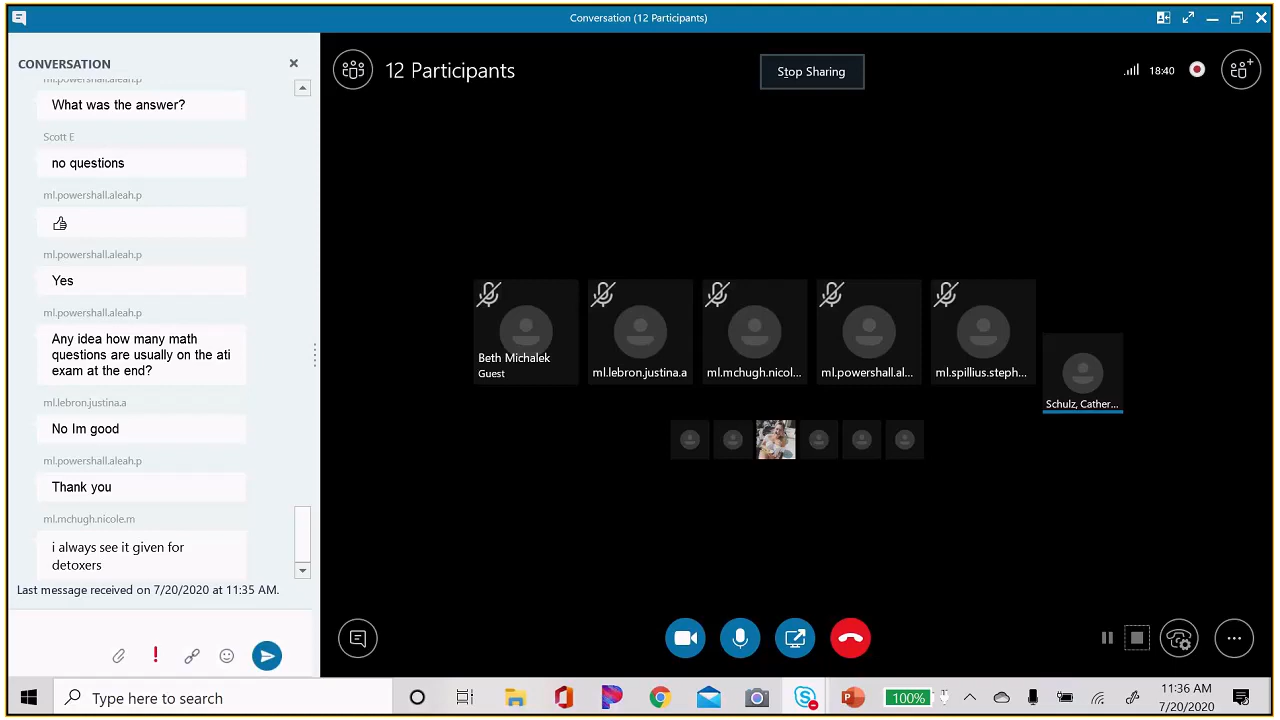 Conversation (12 Participants)
CONVERSATION
ml.powershall.aleah.p
What was the answer?
Scott E
no questions
ml.powershall.aleah.p
ml.powershall.aleah.p
Yes
ml.powershall.aleah.p
Any idea how many math
questions are usually on the ati
exam at the end?
ml.lebron.justina.a
No Im good
ml.powershall.aleah.p
Thank you
ml.mchugh.nicole.m
i always see it given for
detoxers
Last message received on 7/20/2020 at 11:35 AM.
12 Participants
Stop Sharing
18:40
Beth Michalek
Guest
ml.lebron.justina.a
ml.mchugh.nicol...
ml.powershall.al...
ml.spillius.steph...
Schulz, Cather...
Type here to search
100%
11:36 AM
7/20/2020